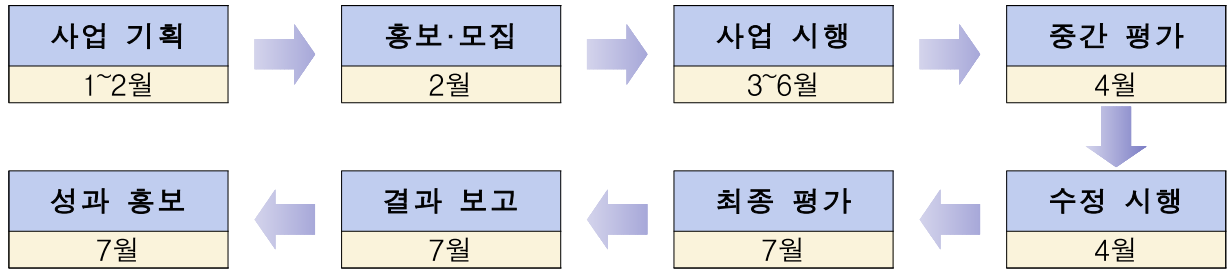 사업 기획
1~2월
홍보·모집
2월
사업 시행
3~6월
중간 평가
4월
수정 시행
4월
최종 평가
7월
결과 보고
7월
성과 홍보
7월